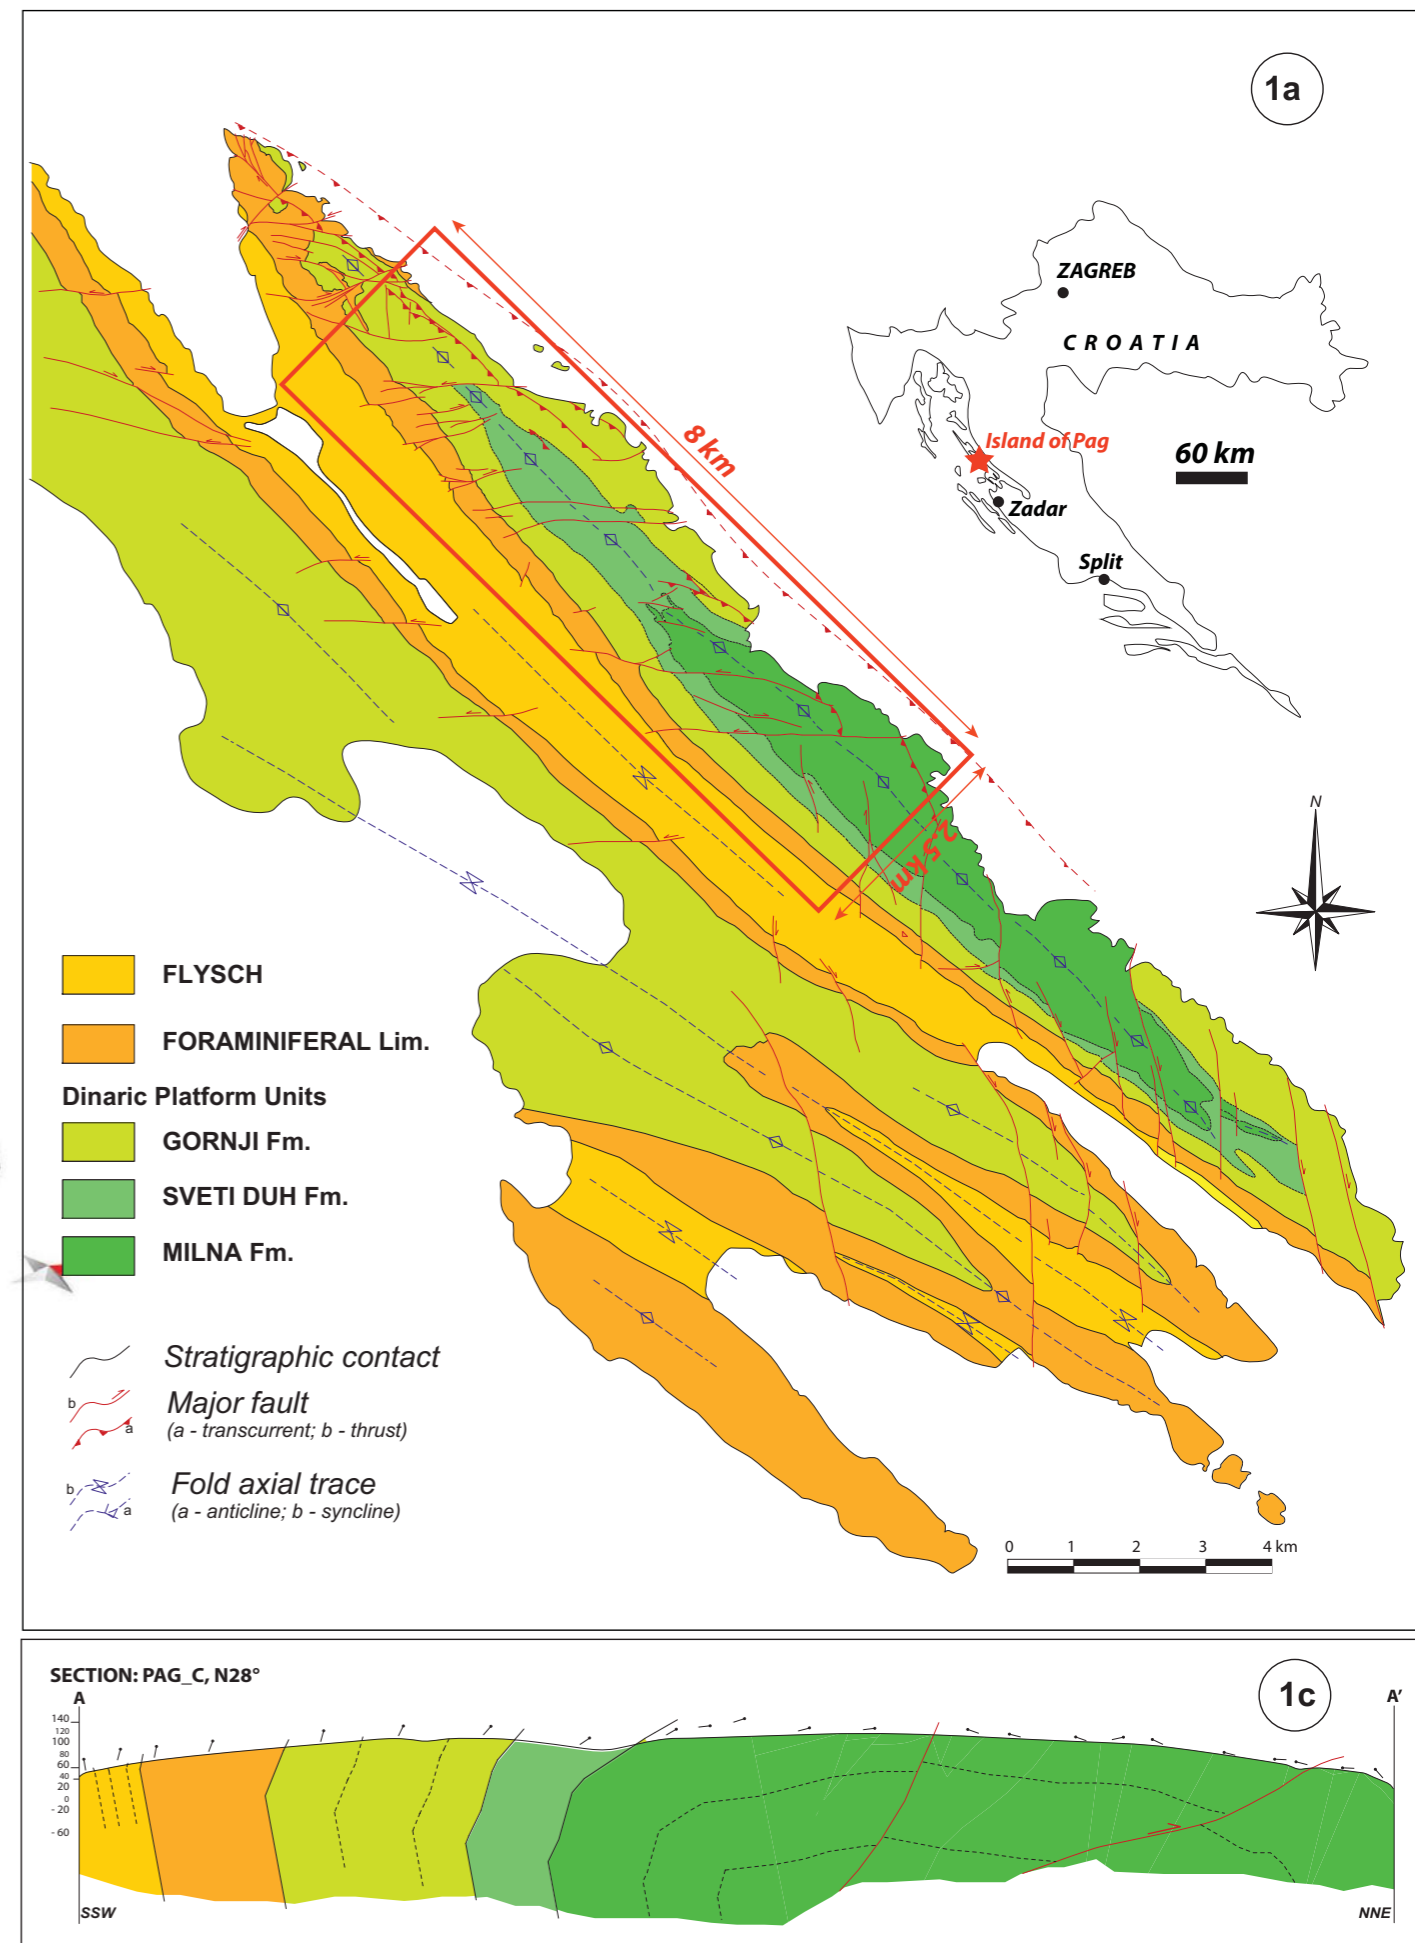 1a
ZAGREB
CROATIA
Island of Pag
60 km
Zadar
Split
8 km
2.5 km
N
FLYSCH
FORAMINIFERAL Lim.
Dinaric Platform Units
GORNJI Fm.
SVETI DUH Fm.
MILNA Fm.
Stratigraphic contact
b
Major fault
a
(a - transcurrent; b - thrust)
b
Fold axial trace
a
(a - anticline; b - syncline)
0 1 2 3 4 km
SECTION: PAG_C, N28°
1c
A
A'
140
120
100
80
60
40
20
0
- 20
- 60
SSW
NNE